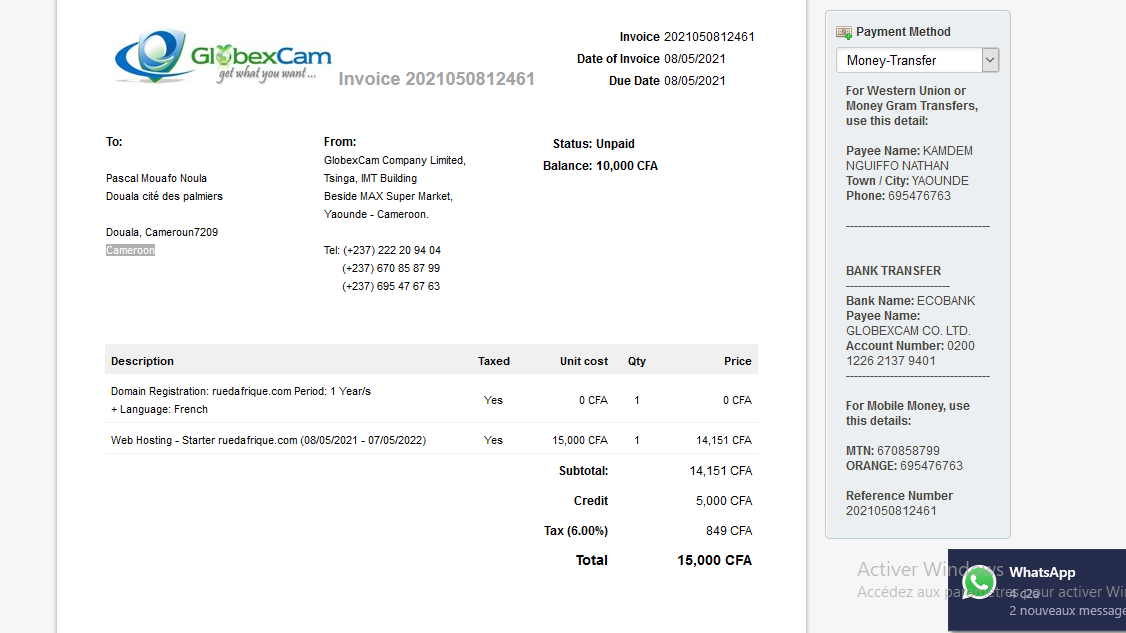 GlobexCam
get what you want ...
Invoice 2021050812461
Invoice 2021050812461
Date of Invoice 08/05/2021
Due Date 08/05/2021
To:
Pascal Mouafo Noula
Douala cité des palmiers
Douala, Cameroun7209
Cameroon
From:
GlobexCam Company Limited,
Tsinga, IMT Building
Beside MAX Super Market,
Yaounde - Cameroon.
Tel: (+237) 222 20 94 04
(+237) 670 85 87 99
(+237) 695 47 67 63
Status: Unpaid
Balance: 10,000 CFA
Description Taxed Unit cost Qty Price
Domain Registration: ruedafrique.com Period: 1 Year/s
+ Language: French
Yes 0 CFA 1 0 CFA
Web Hosting - Starter ruedafrique.com (08/05/2021 - 07/05/2022) Yes 15,000 CFA 1 14,151 CFA
Subtotal: 14,151 CFA
Credit 5,000 CFA
Tax (6.00%) 849 CFA
Total 15,000 CFA
Payment Method
Money-Transfer
For Western Union or
Money Gram Transfers,
use this detail:
Payee Name: KAMDEM
NGUIFFO NATHAN
Town / City: YAOUNDE
Phone: 695476763
------------------------------------
BANK TRANSFER
--------------------------
Bank Name: ECOBANK
Payee Name:
GLOBEXCAM CO. LTD.
Account Number: 0200
1226 2137 9401
------------------------------------
For Mobile Money, use
this details:
MTN: 670858799
ORANGE: 695476763
Reference Number
2021050812461
Activer Windows
Accédez aux paramètres pour activer Wi
WhatsApp
2 nouveaux message